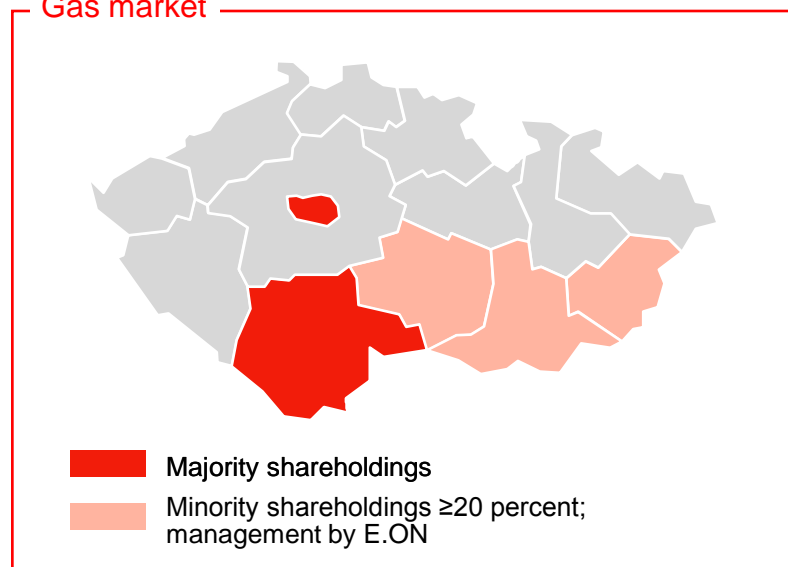 Gas market
Majority shareholdings
Minority shareholdings ≥20 percent;
management by E.ON